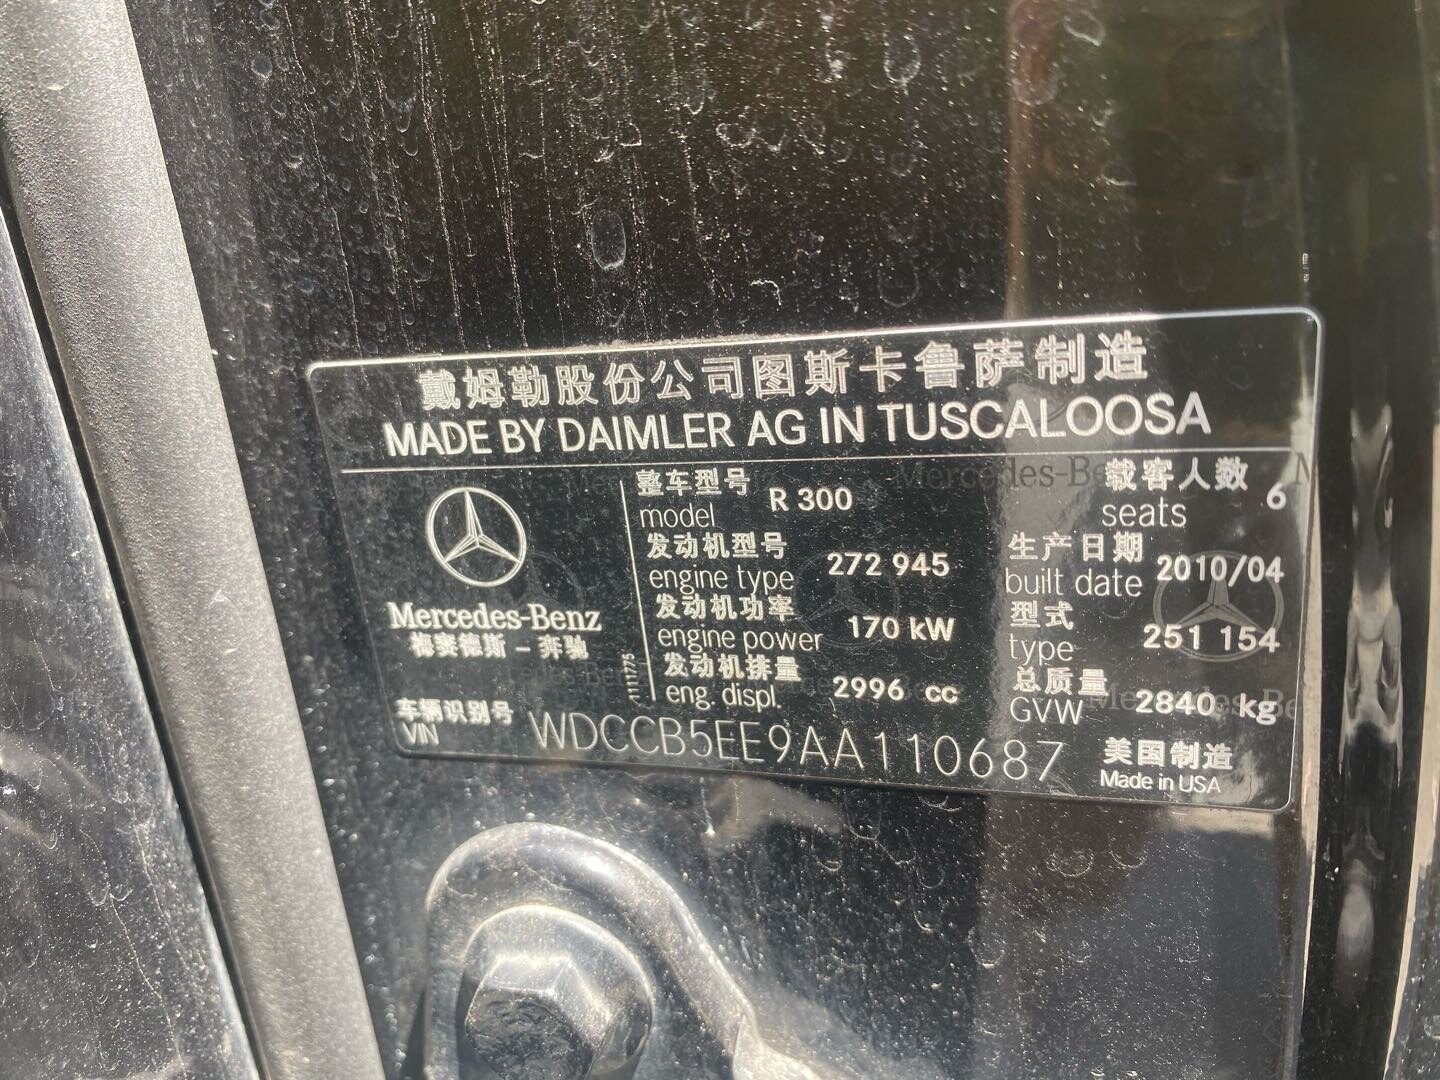 戴姆勒股份公司图斯卡鲁萨制造
MADE BY DAIMLER AG IN TUSCALOOSA
Mercedes-Benz
梅赛德斯 - 奔驰
1111775
整车型号 R 300
model
发动机型号 272 945
engine type
发动机功率 170 kW
engine power
发动机排量 2996 cc
eng. displ.
载客人数 6
seats
生产日期 2010/04
built date
型式 251 154
type
总质量 2840 kg
GVW
车辆识别号 WDCCB5EE9AA110687
VIN
美国制造
Made in USA